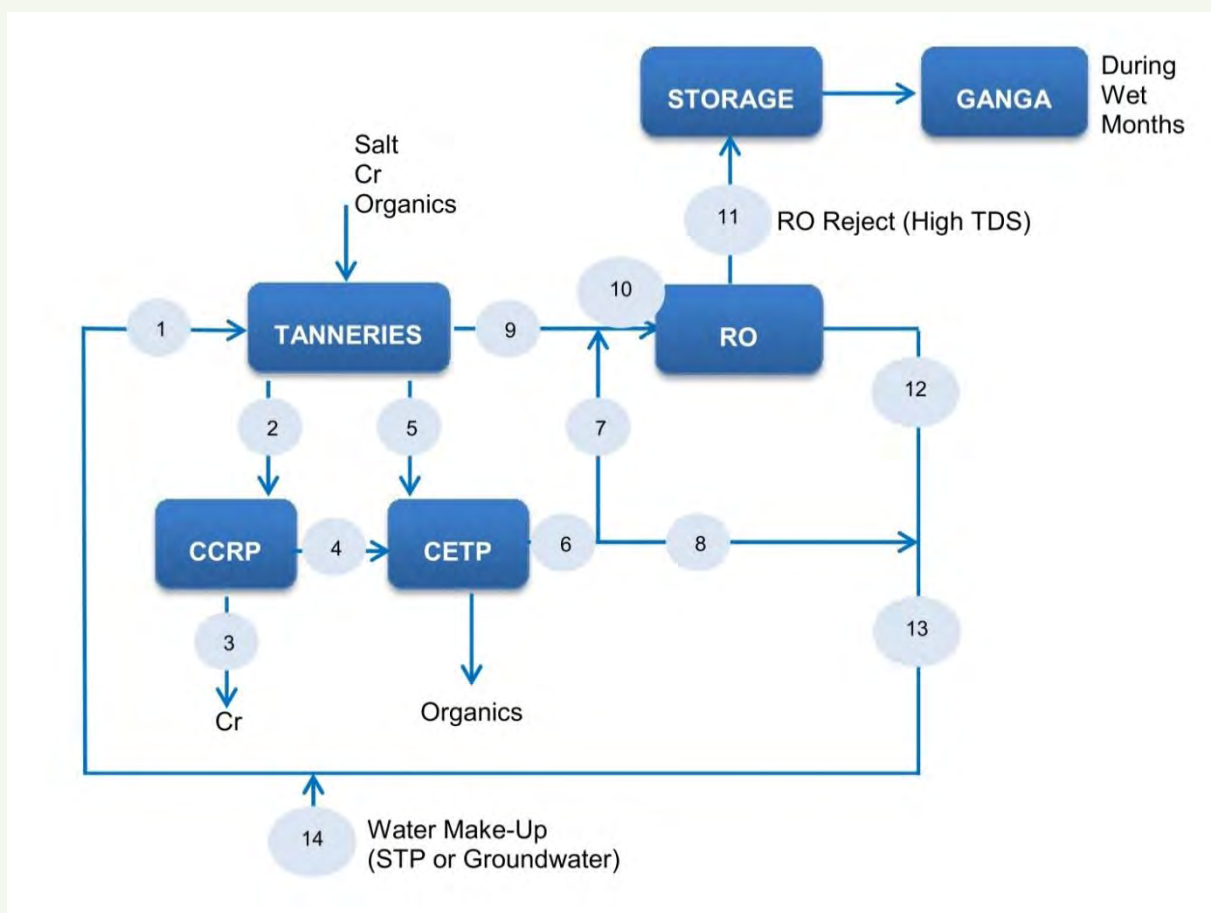 STORAGE
GANGA
During
Wet
Months
Salt
Cr
Organics
11
RO Reject (High TDS)
1
TANNERIES
9
10
RO
12
2
5
7
CCRP
4
CETP
6
8
3
13
Cr
Organics
14
Water Make-Up
(STP or Groundwater)